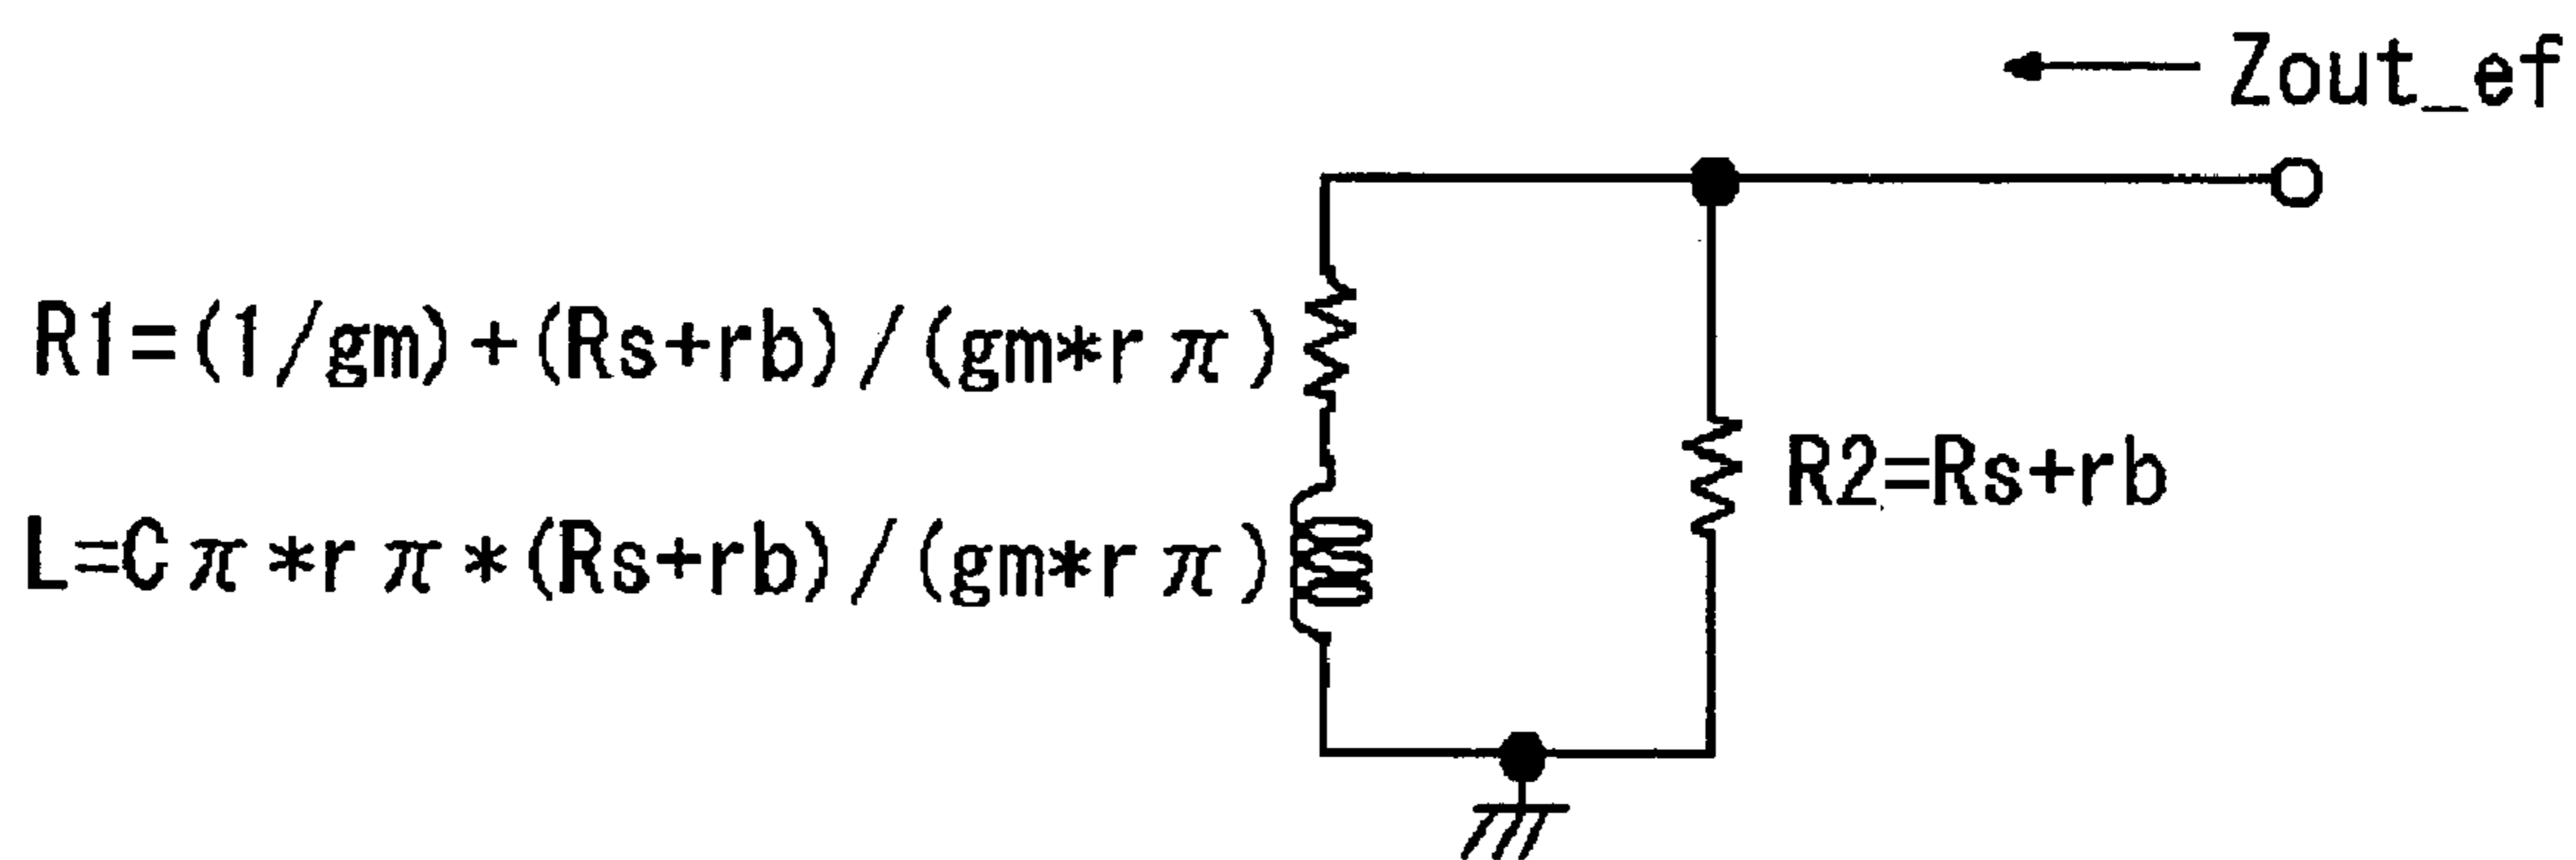 Zout_ef
R1=(1/gm)+(Rs+rb)/(gm*rπ)
R2=Rs+rb
L=Cπ*rπ*(Rs+rb)/(gm*rπ)